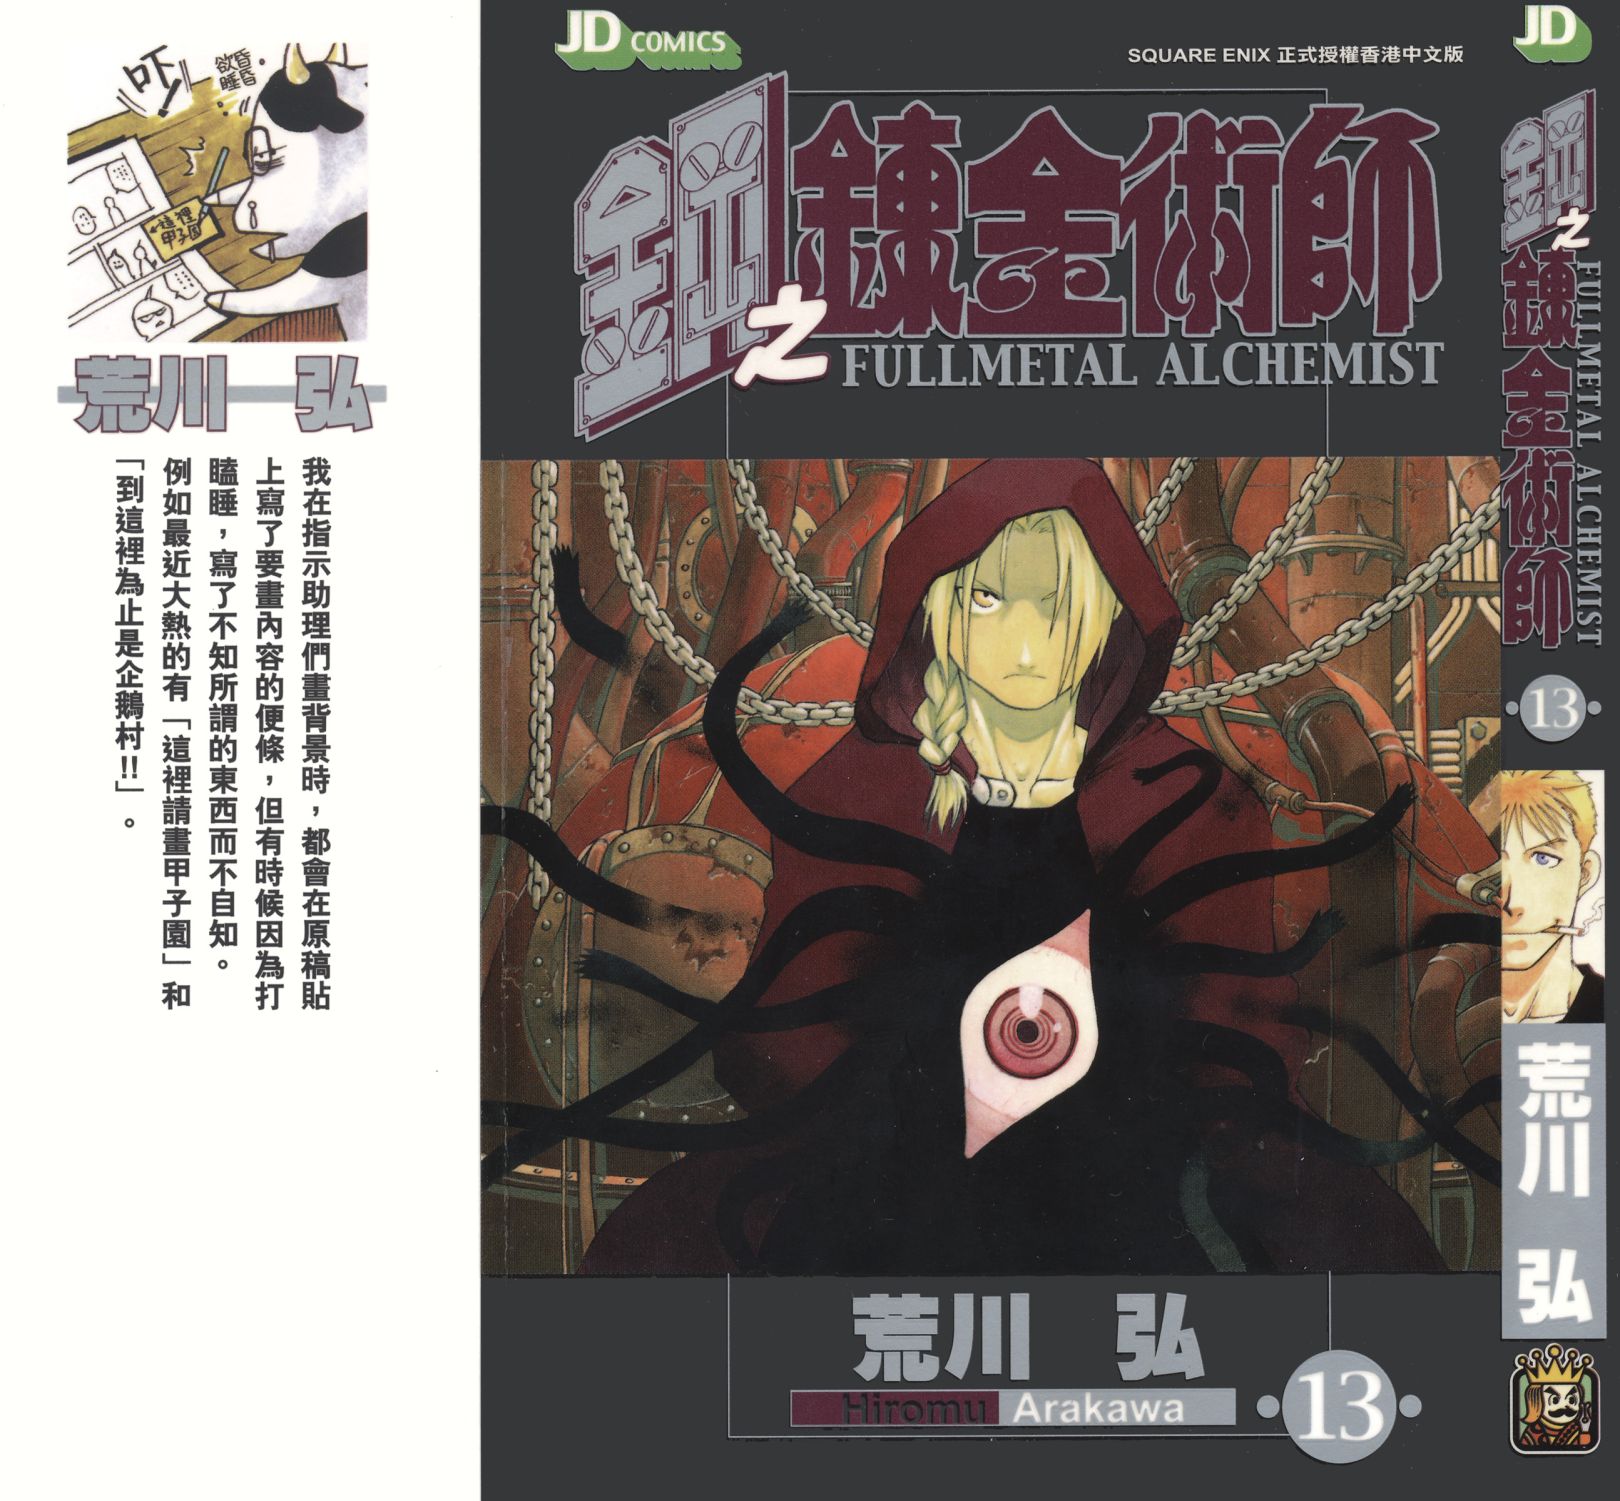 吓!
昏昏
欲睡
這裡
甲子園
荒川 弘
我在指示助理們畫背景時，都會在原稿貼
上寫了要畫內容的便條，但有時候因為打
瞌睡，寫了不知所謂的東西而不自知。
例如最近大熱的有「這裡請畫甲子園」和
「到這裡為止是企鵝村!!」。
JD COMICS
SQUARE ENIX 正式授權香港中文版
鋼之鍊金術師
FULLMETAL ALCHEMIST
荒川 弘
Hiromu Arakawa
13
JD
鋼之鍊金術師
FULLMETAL ALCHEMIST
13
荒川 弘